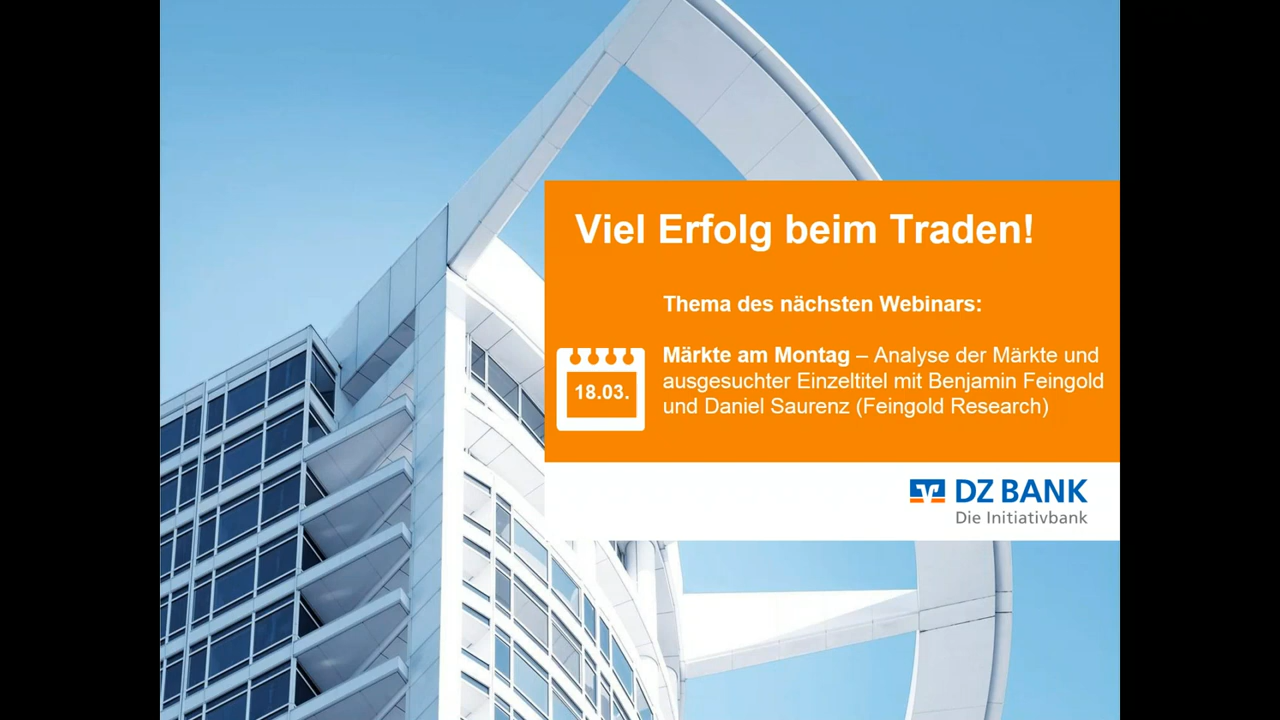 Viel Erfolg beim Traden!
Thema des nächsten Webinars:
18.03.
Märkte am Montag – Analyse der Märkte und
ausgesuchter Einzeltitel mit Benjamin Feingold
und Daniel Saurenz (Feingold Research)
DZ BANK
Die Initiativbank